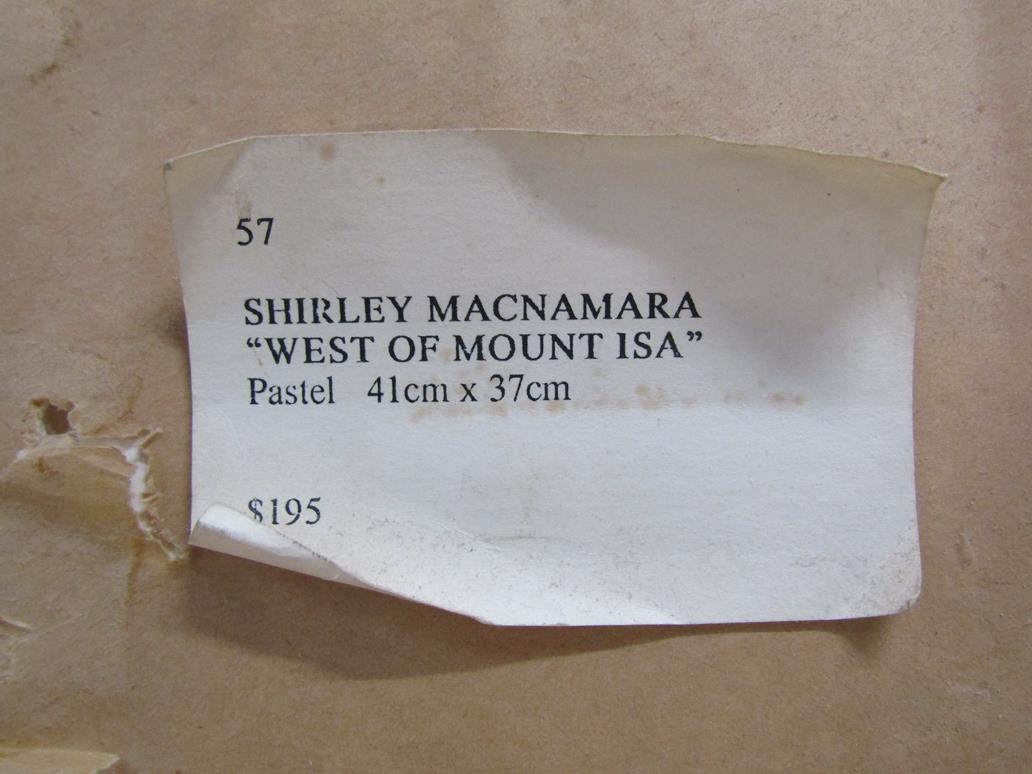 57
SHIRLEY MACNAMARA
“WEST OF MOUNT ISA”
Pastel 41cm x 37cm
$195